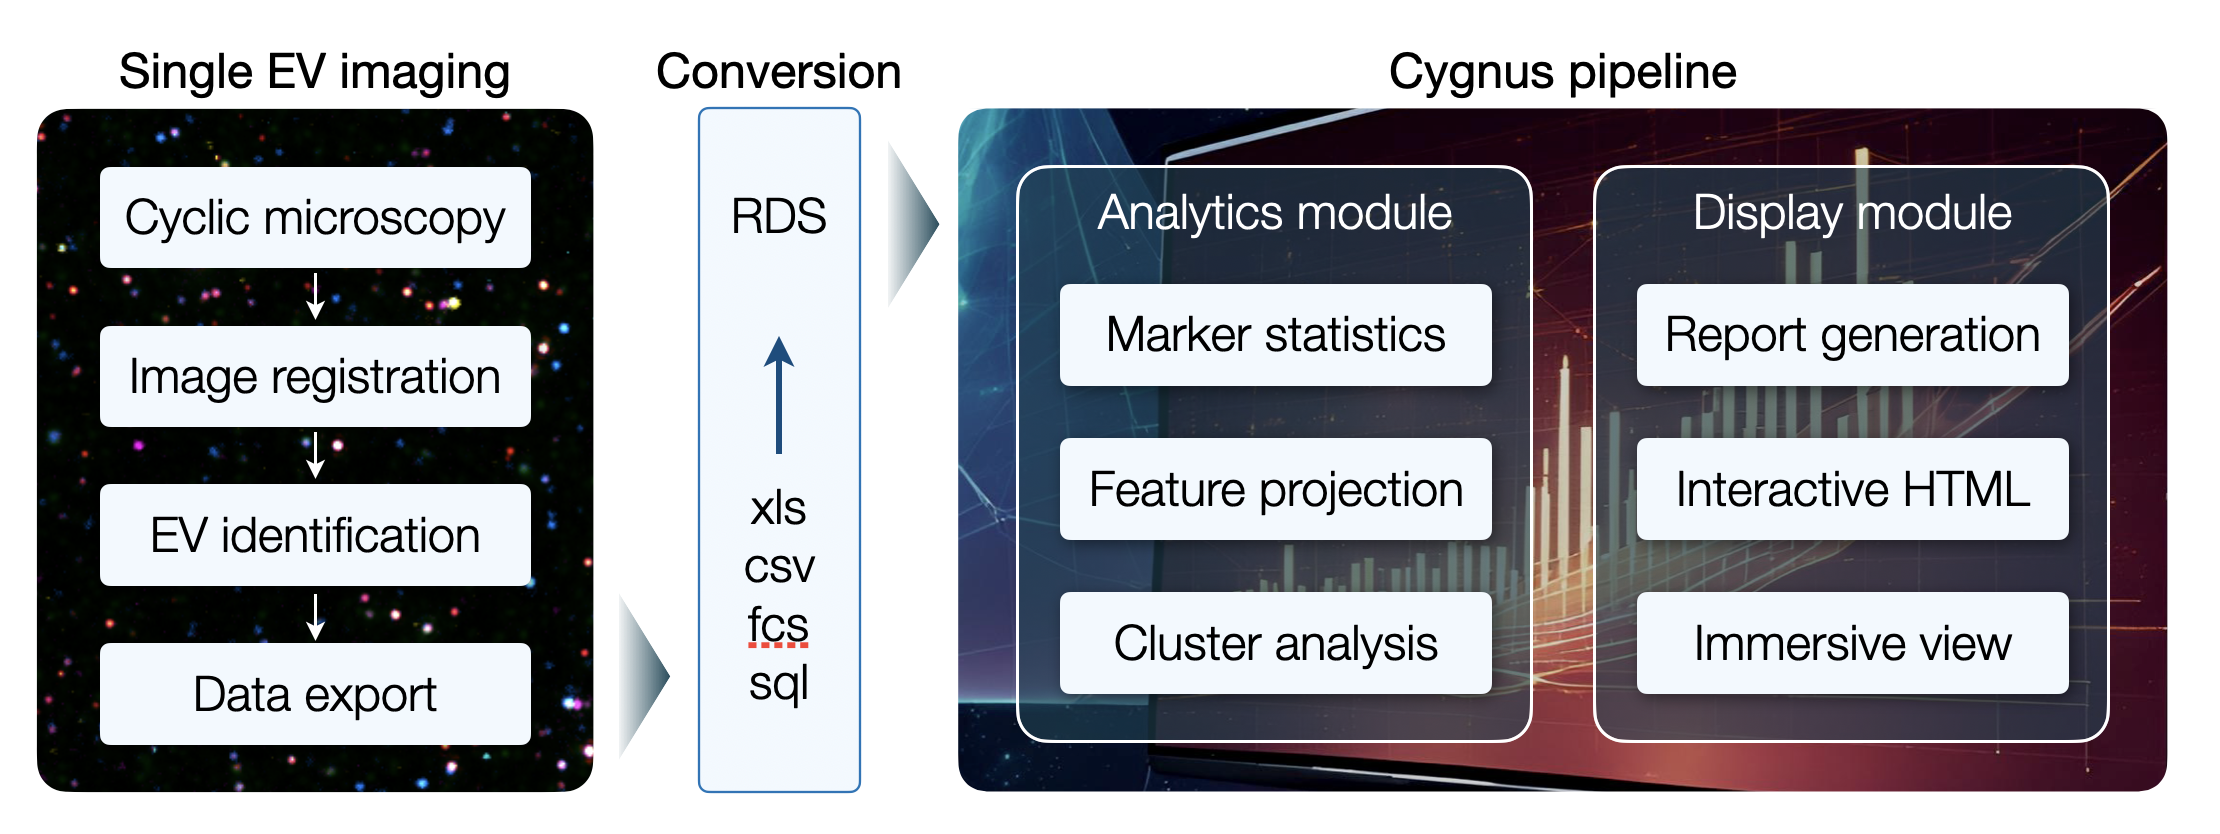 Single EV imaging
Cyclic microscopy
Image registration
EV identification
Data export
Conversion
RDS
xls
csv
fcs
sql
Cygnus pipeline
Analytics module
Marker statistics
Feature projection
Cluster analysis
Display module
Report generation
Interactive HTML
Immersive view